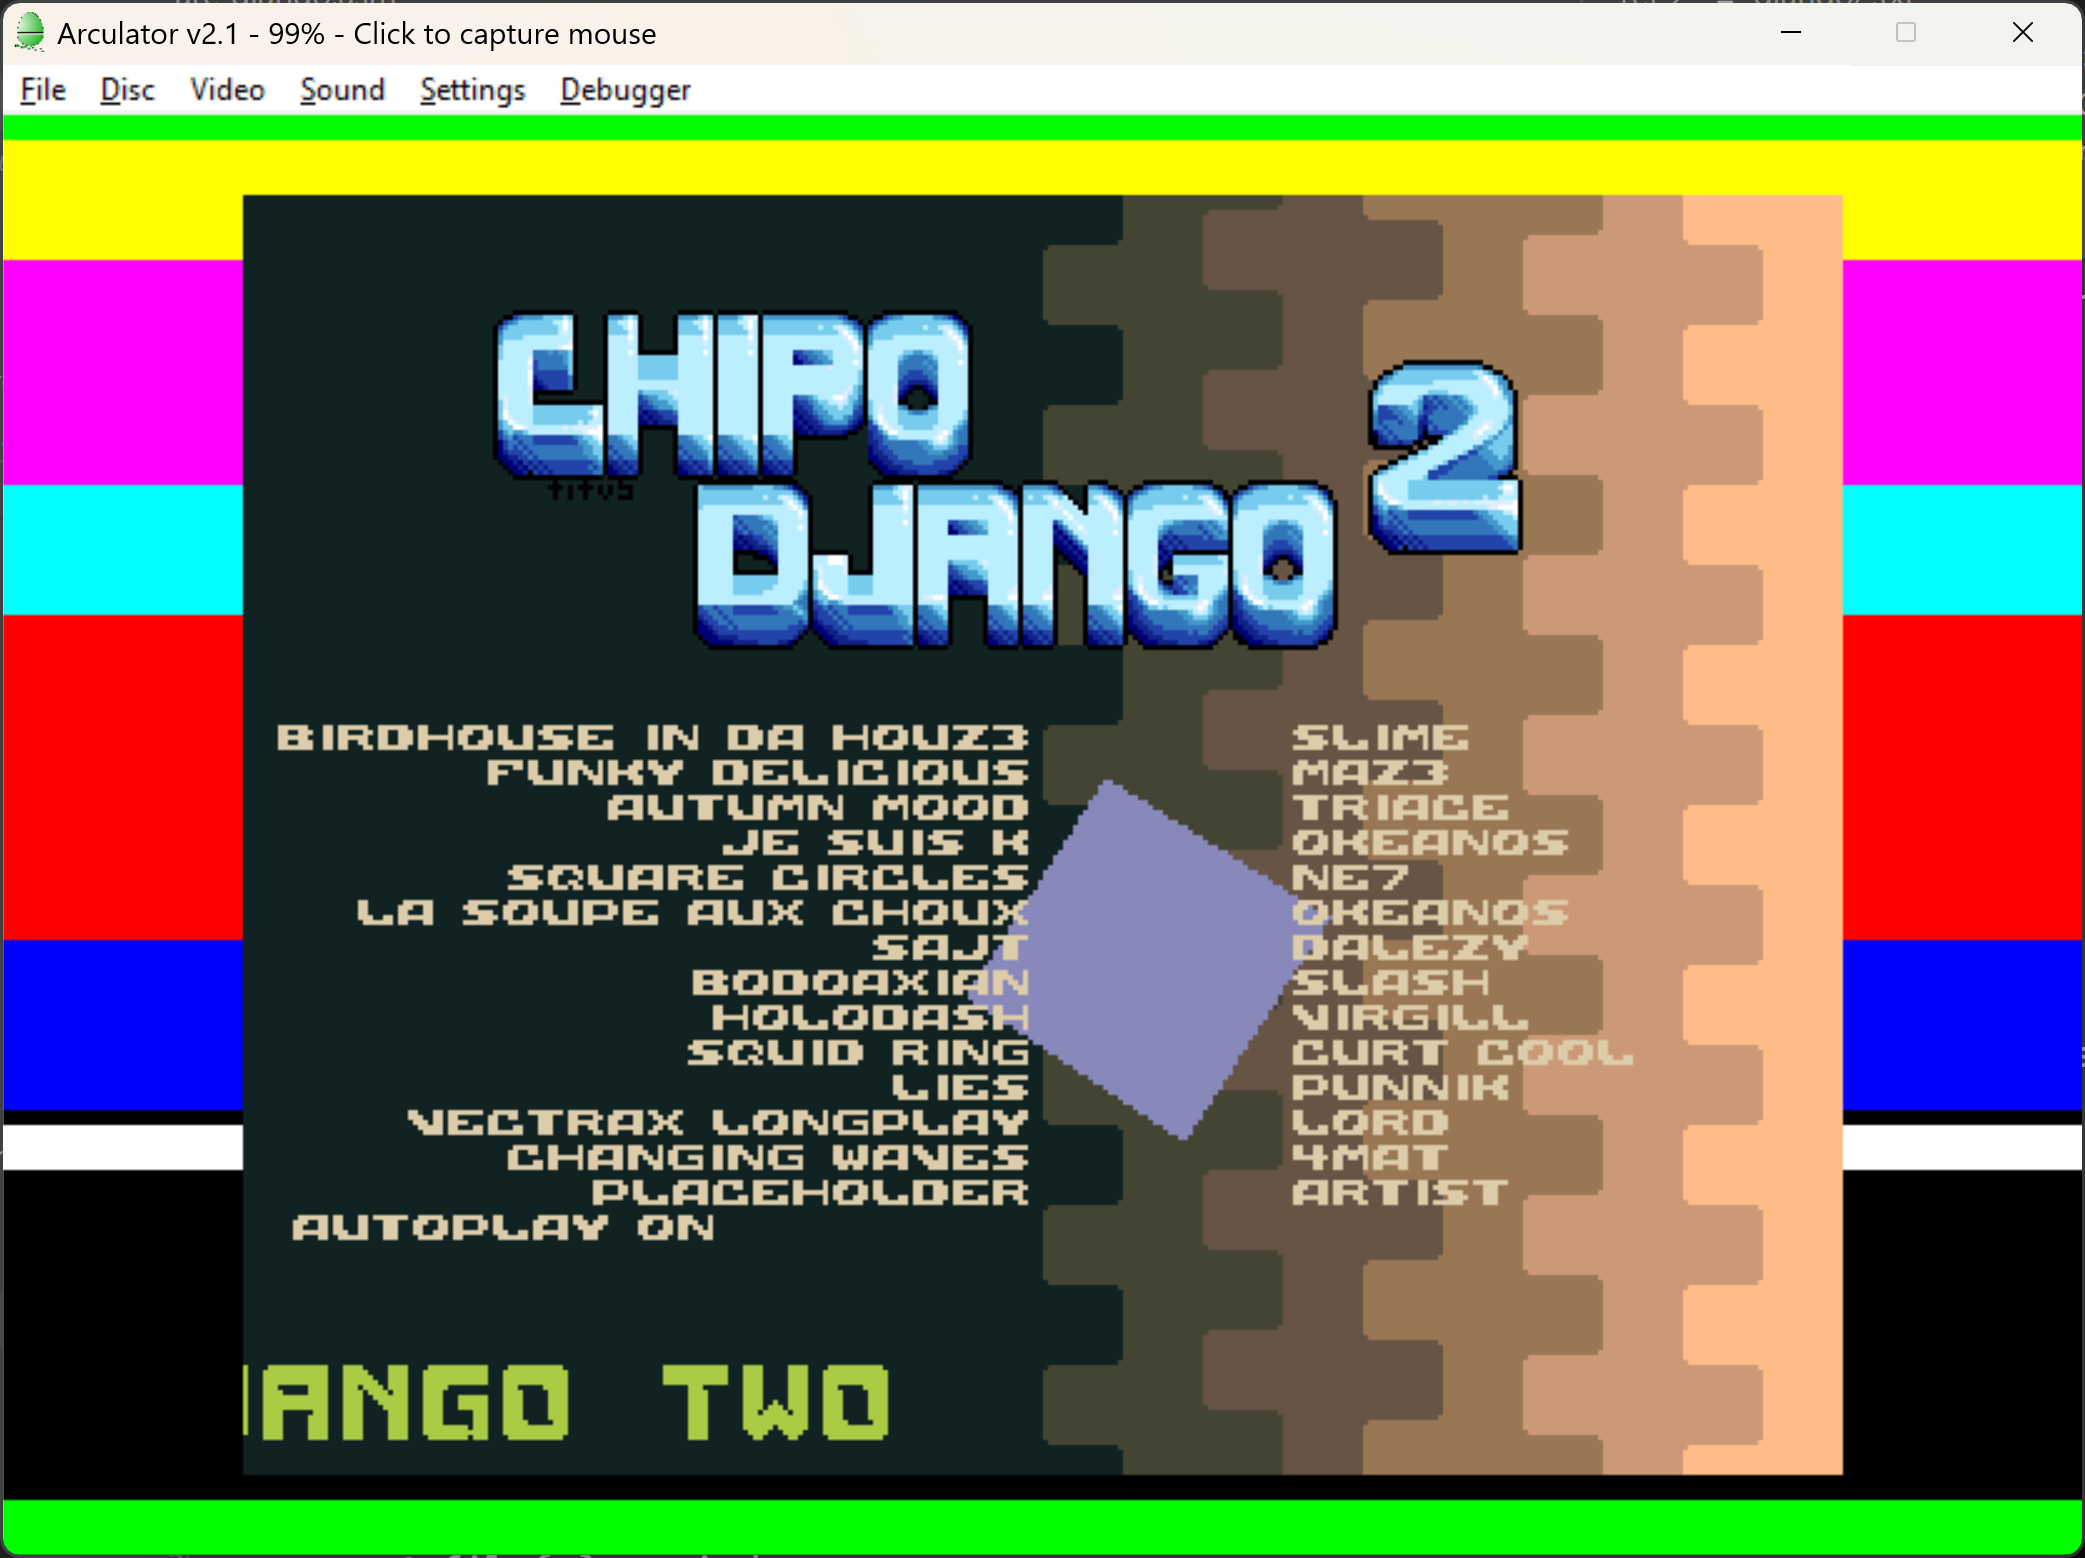 Arculator v2.1 - 99% - Click to capture mouse
File Disc Video Sound Settings Debugger
CHIPO
DJANGO 2
titus
BIRDHOUSE IN DA HOUZ3 SLIME
FUNKY DELICIOUS MAZ3
AUTUMN MOOD TRIACE
JE SUIS K OKEANOS
SQUARE CIRCLES NE7
LA SOUPE AUX CHOUX OKEANOS
SAJT DALEZY
BODOAXIAN SLASH
HOLODASH VIRGILL
SQUID RING CURT COOL
LIES PUNNIK
VECTRAX LONGPLAY LORD
CHANGING WAVES 4MAT
PLACEHOLDER ARTIST
AUTOPLAY ON
ANGO TWO